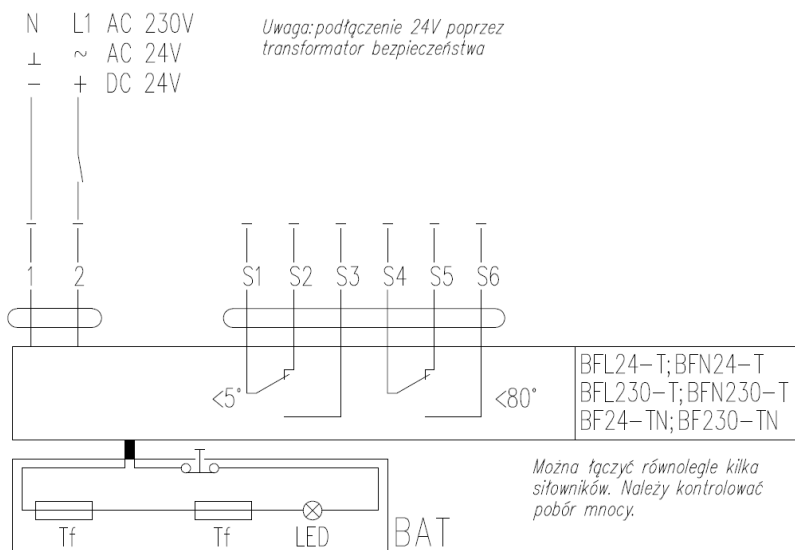 N L1 AC 230V
⊥ ~ AC 24V
− + DC 24V
Uwaga: podłączenie 24V poprzez
transformator bezpieczeństwa
1 2 S1 S2 S3 S4 S5 S6
<5° <80°
BFL24-T; BFN24-T
BFL230-T; BFN230-T
BF24-TN; BF230-TN
Można łączyć równolegle kilka
siłowników. Należy kontrolować
pobór mnocy.
Tf Tf LED BAT